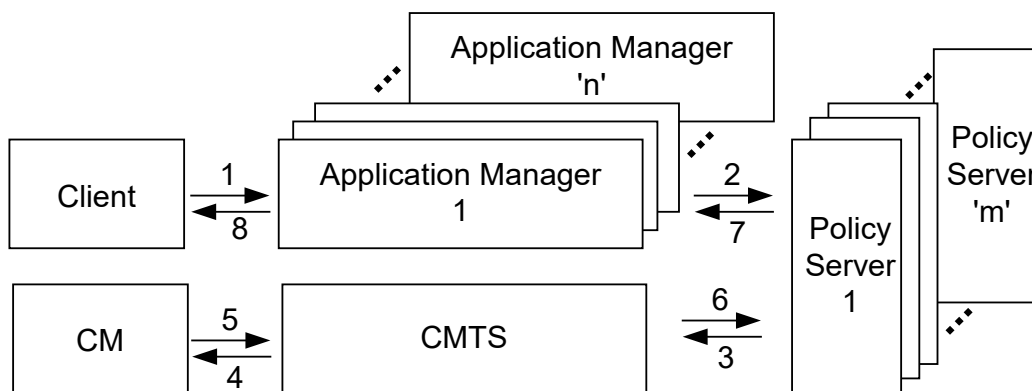 Application Manager
'n'
Client
1
8
Application Manager
1
2
7
Policy
Server
'm'
Policy
Server
1
CM
5
4
CMTS
6
3